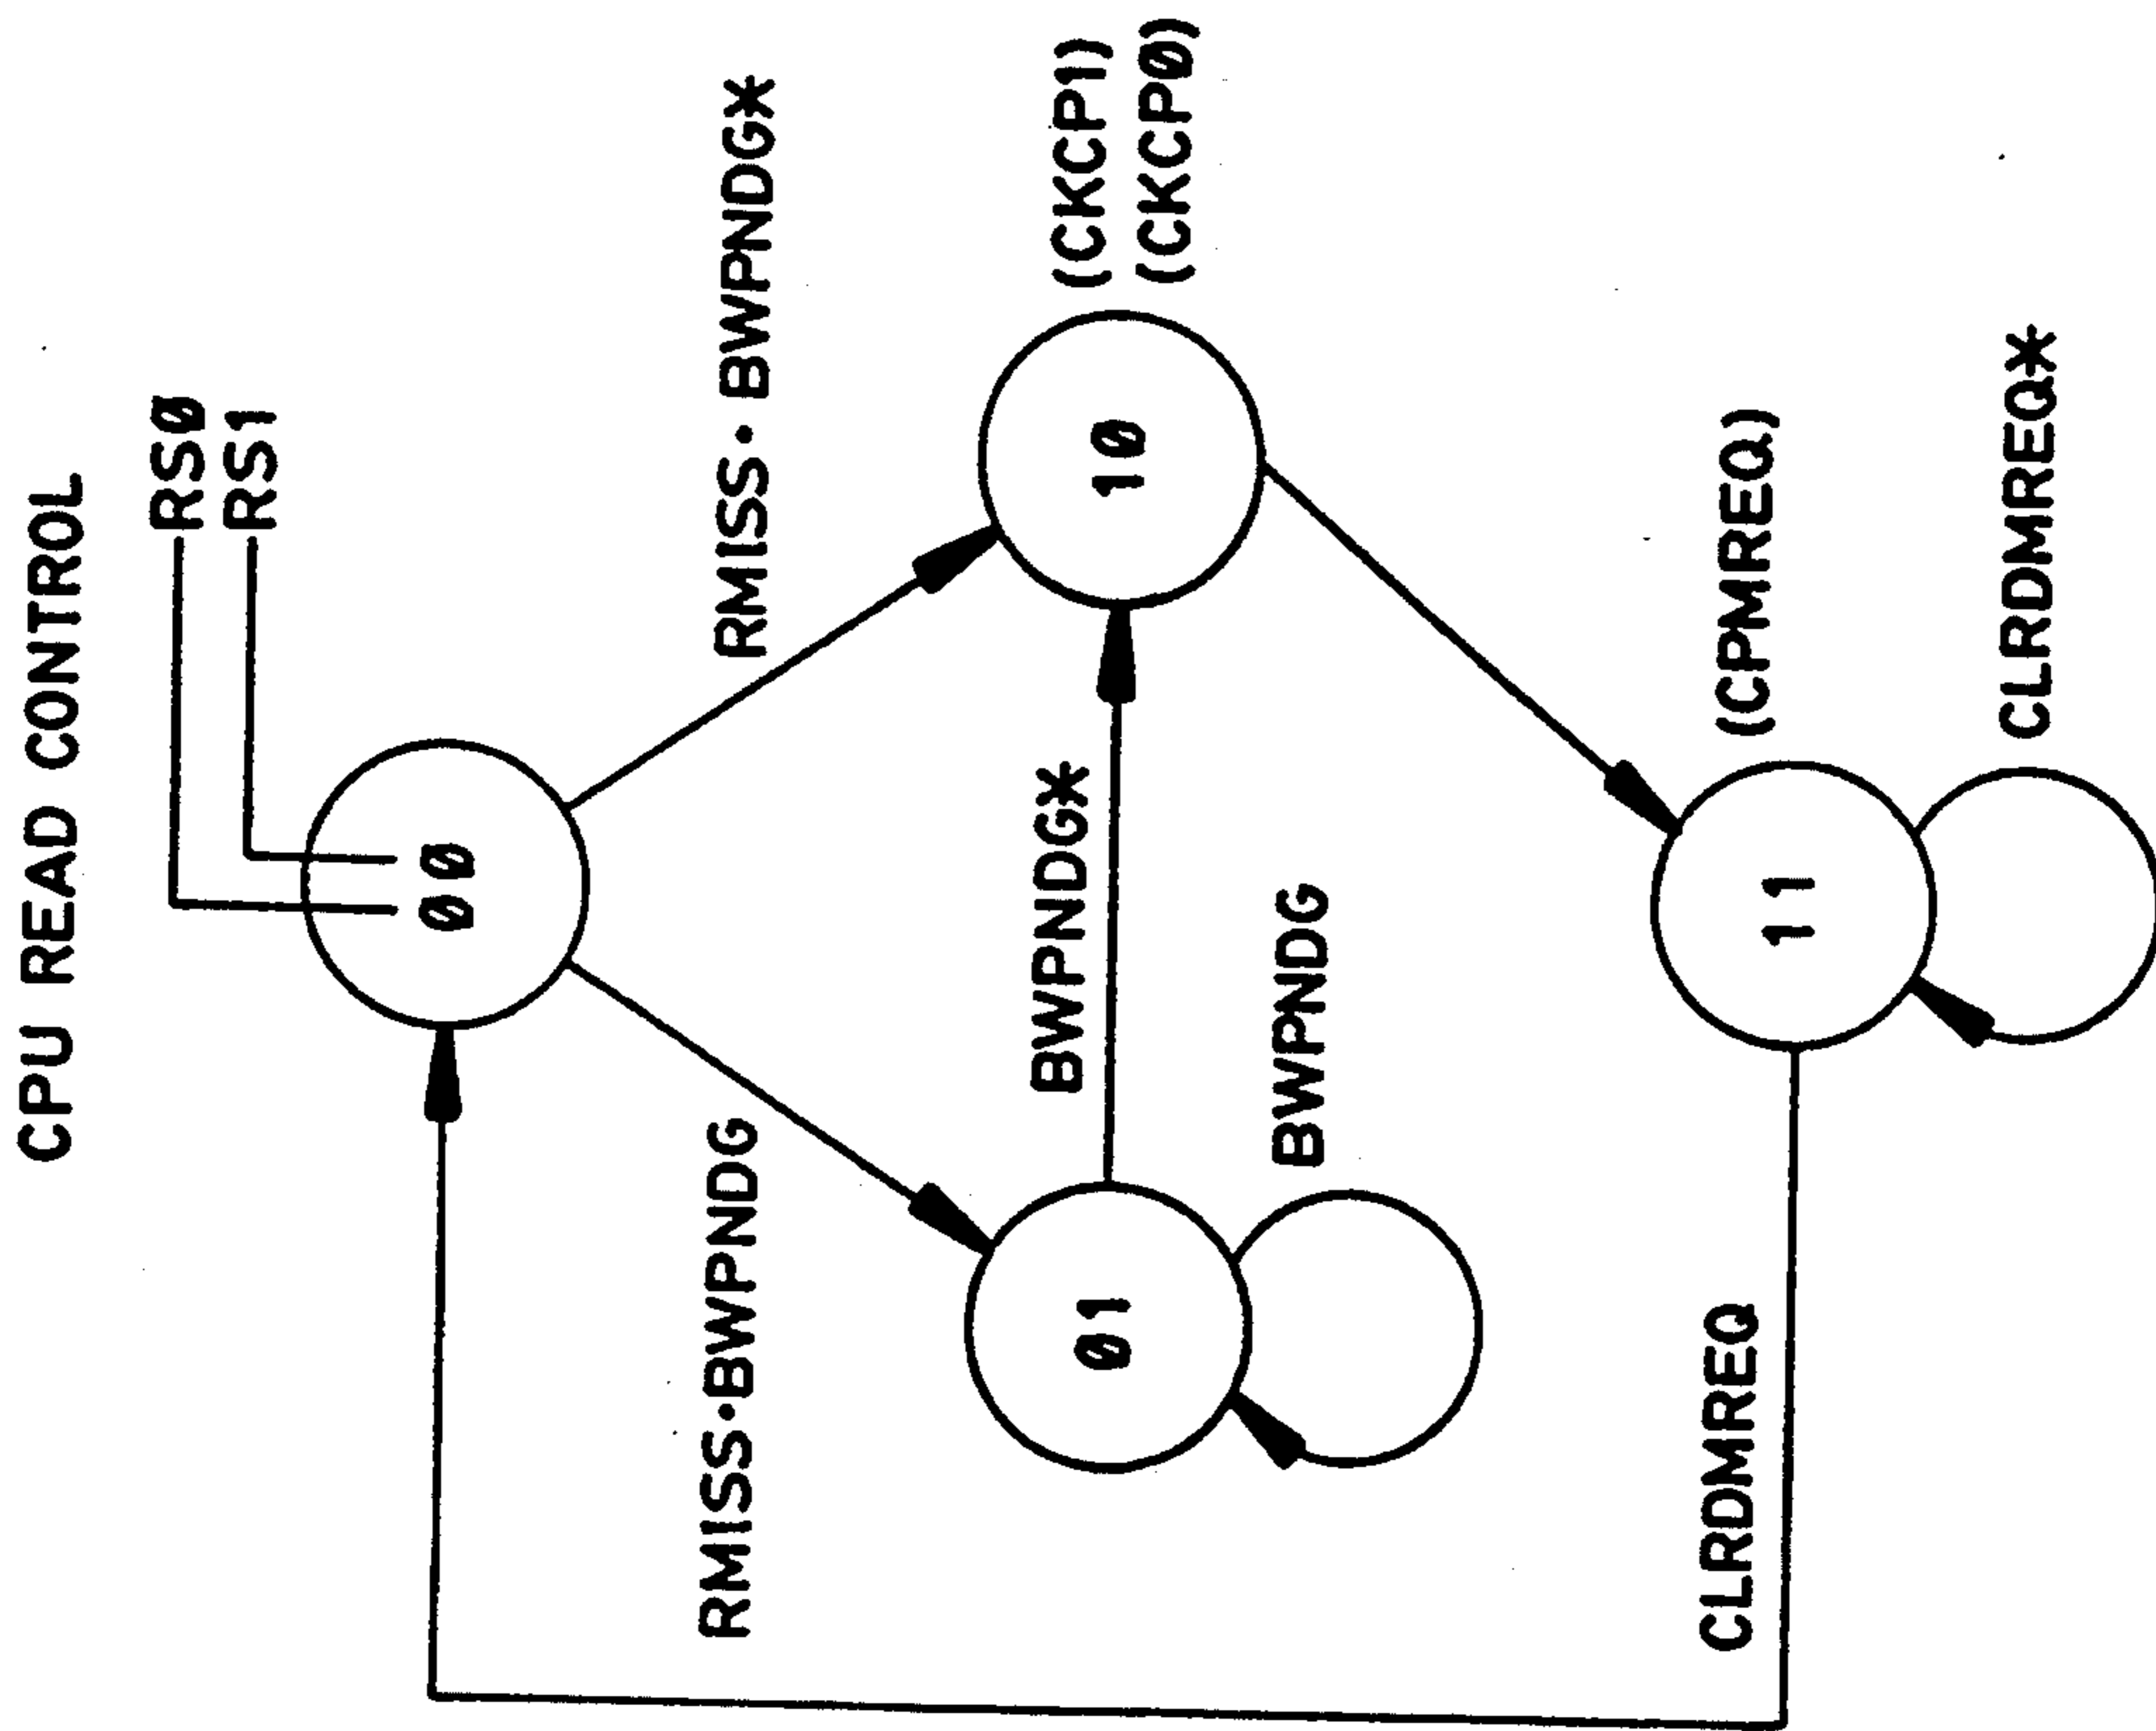 CPU READ CONTROL
RS0
RS1
00
RMISS·BWPNDG
RMISS·BWPNDG*
BWPNDG*
(CKCP1)
(CKCP0)
01
10
BWPNDG
CLRDMREQ
(CPMREQ)
11
CLRDMREQ*